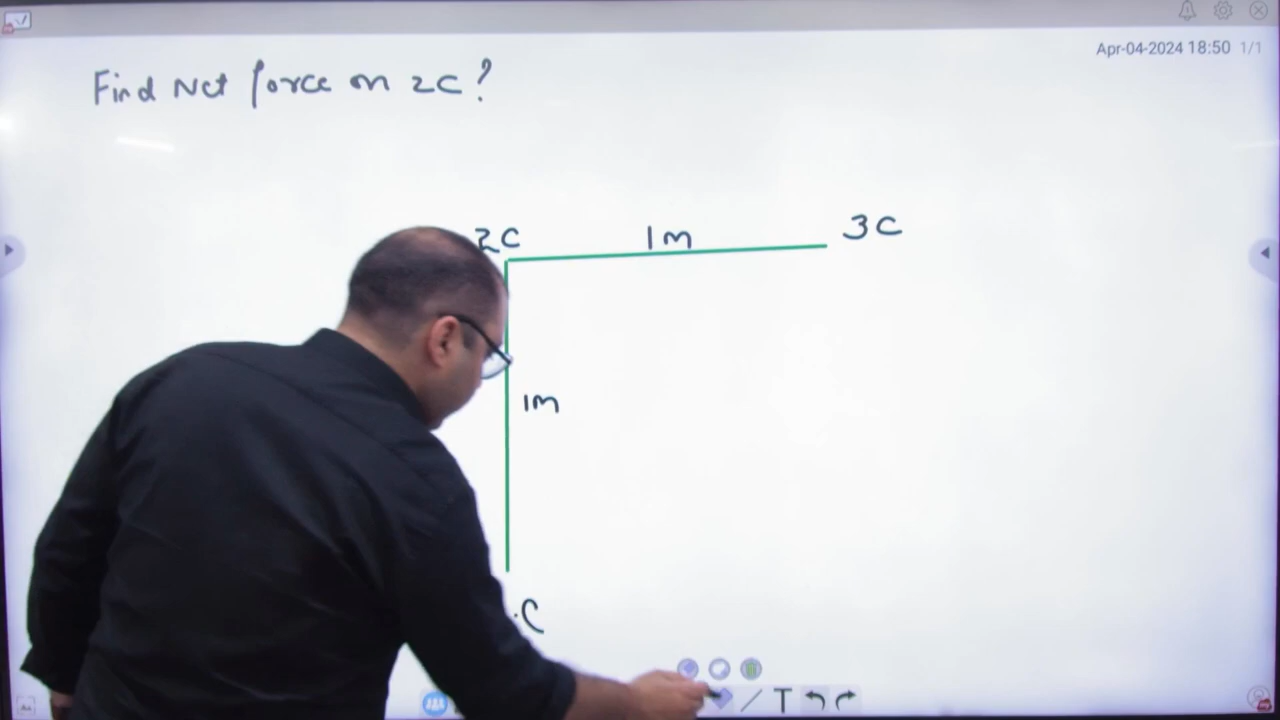 Apr-04-2024 18:50 1/1
Find Net force on 2C?
2C 1m 3C
1m
C
T